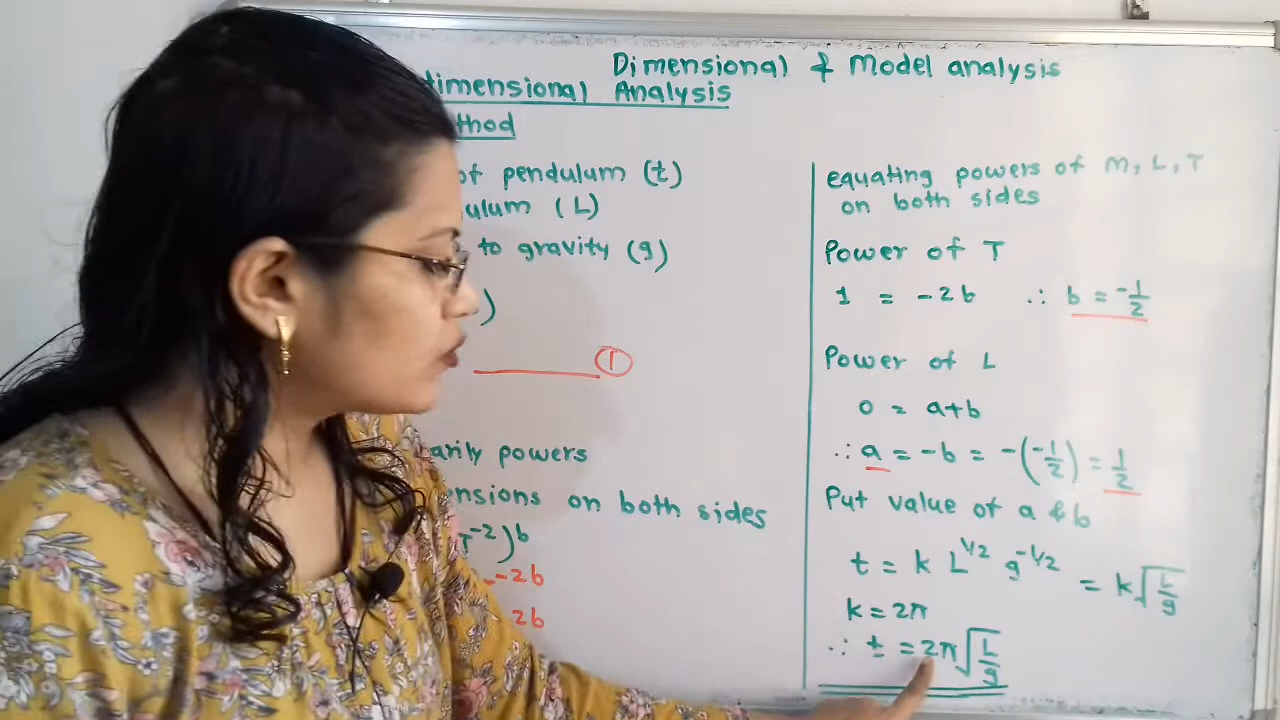 Dimensional & Model analysis
dimensional Analysis
thod
of pendulum (t)
ulum (L)
to gravity (g)
)
①
arily powers
ensions on both sides
T⁻²)ᵇ
-2b
2b
equating powers of M, L, T
on both sides
Power of T
1 = -2b ∴ b = -1/2
Power of L
0 = a+b
∴ a = -b = -(-1/2) = 1/2
Put value of a & b
t = k L^1/2 g^-1/2 = k√(L/g)
k = 2π
∴ t = 2π√(L/g)